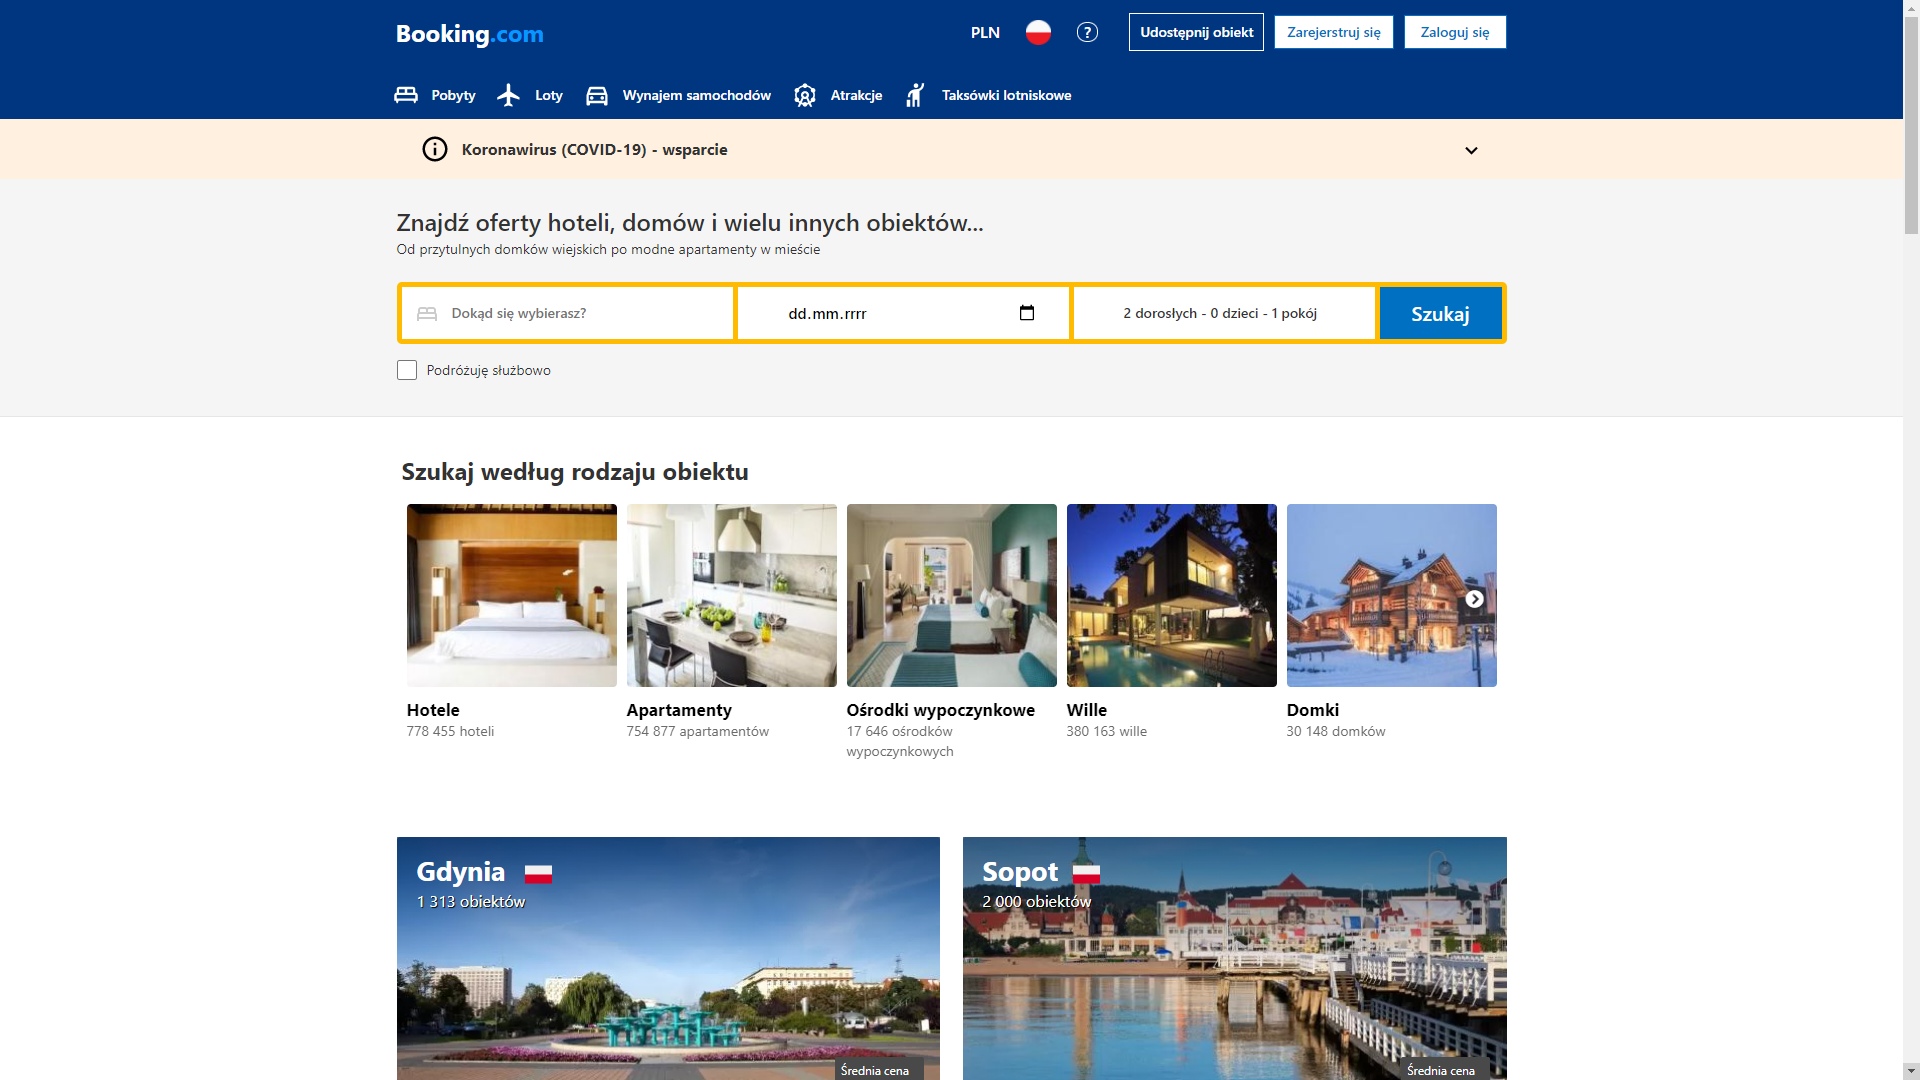 Booking.com
PLN
Udostępnij obiekt
Zarejerstruj się
Zaloguj się
Pobyty
Loty
Wynajem samochodów
Atrakcje
Taksówki lotniskowe
Koronawirus (COVID-19) - wsparcie
Znajdź oferty hoteli, domów i wielu innych obiektów...
Od przytulnych domków wiejskich po modne apartamenty w mieście
Dokąd się wybierasz?
dd.mm.rrrr
2 dorosłych - 0 dzieci - 1 pokój
Szukaj
Podróżuję służbowo
Szukaj według rodzaju obiektu
Hotele
778 455 hoteli
Apartamenty
754 877 apartamentów
Ośrodki wypoczynkowe
17 646 ośrodków
wypoczynkowych
Wille
380 163 wille
Domki
30 148 domków
Gdynia
1 313 obiektów
Średnia cena
Sopot
2 000 obiektów
Średnia cena